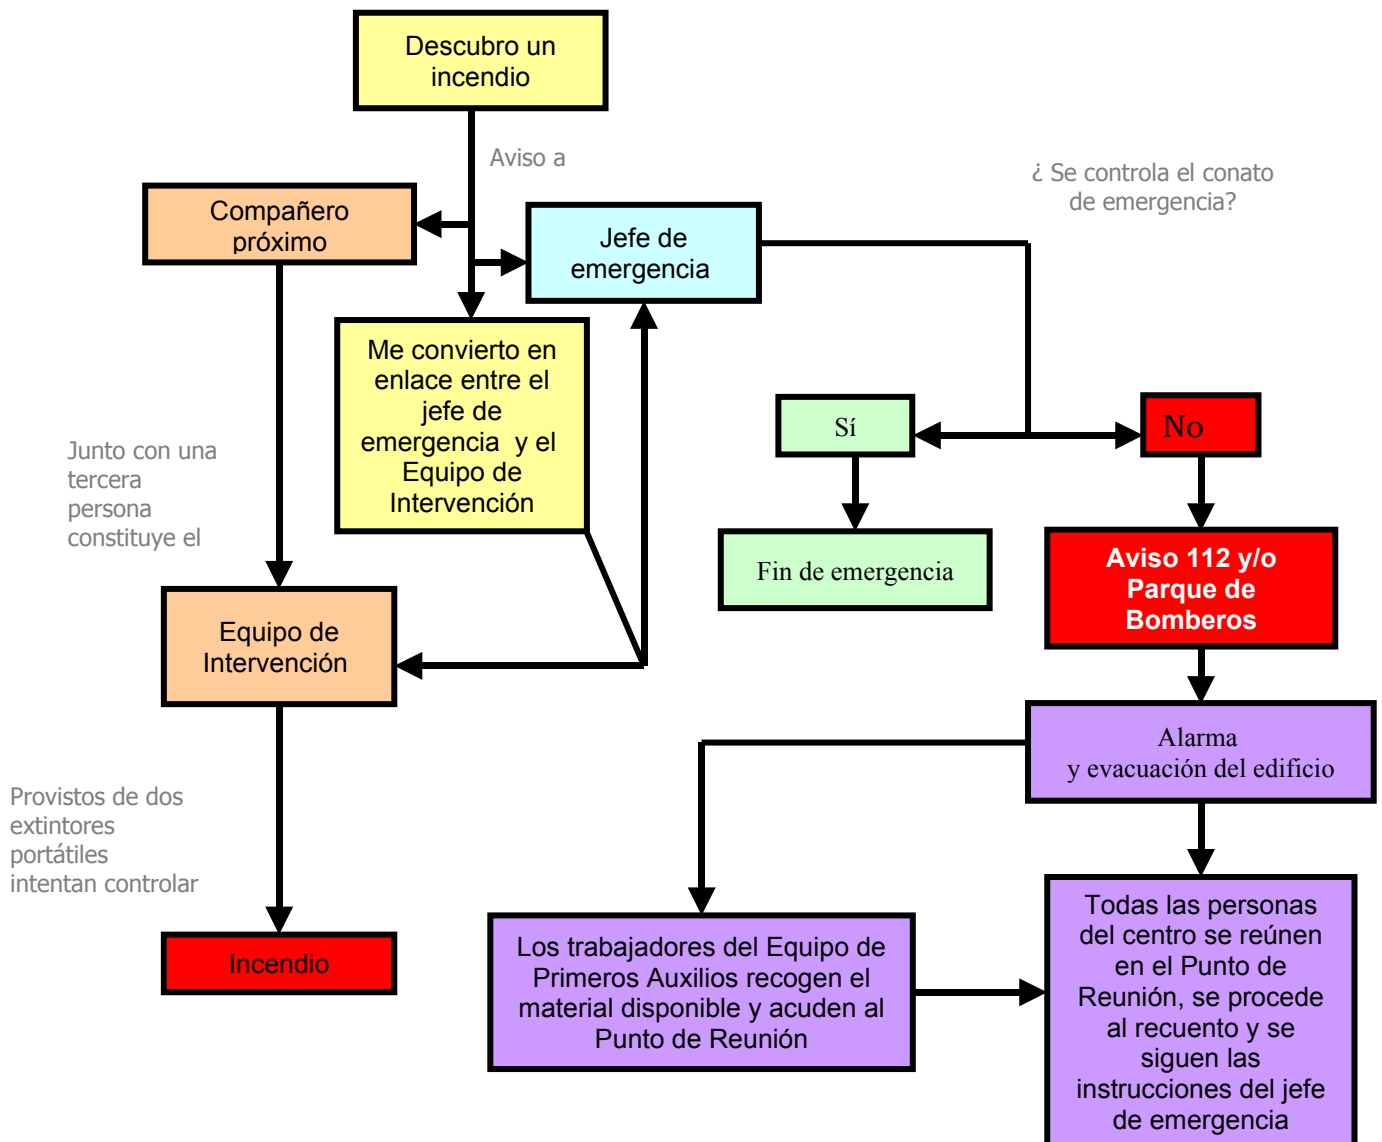 Descubro un
incendio
Aviso a
¿ Se controla el conato
de emergencia?
Compañero
próximo
Jefe de
emergencia
Me convierto en
enlace entre el
jefe de
emergencia y el
Equipo de
Intervención
Sí
No
Junto con una
tercera
persona
constituye el
Fin de emergencia
Aviso 112 y/o
Parque de
Bomberos
Equipo de
Intervención
Alarma
y evacuación del edificio
Provistos de dos
extintores
portátiles
intentan controlar
Incendio
Los trabajadores del Equipo de
Primeros Auxilios recogen el
material disponible y acuden al
Punto de Reunión
Todas las personas
del centro se reúnen
en el Punto de
Reunión, se procede
al recuento y se
siguen las
instrucciones del jefe
de emergencia